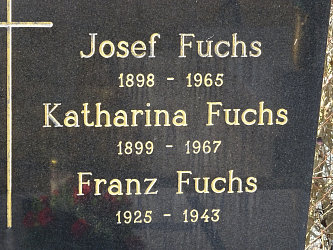 Josef Fuchs
1898 - 1965
Katharina Fuchs
1899 - 1967
Franz Fuchs
1925 - 1943